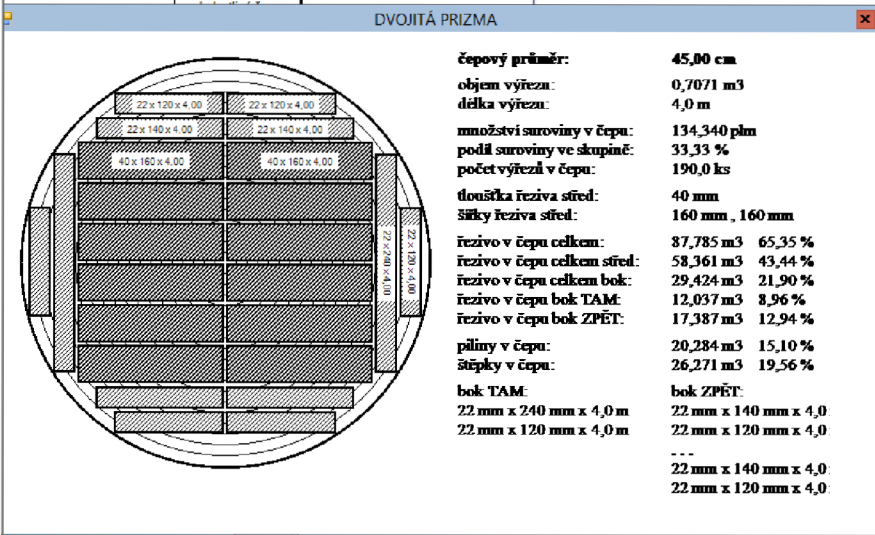 DVOJITÁ PRIZMA
22 x 120 x 4,00 22 x 120 x 4,00
22 x 140 x 4,00 22 x 140 x 4,00
40 x 160 x 4,00 40 x 160 x 4,00
22 x 240 x 4,00
22 x 120 x 4,00
čepový průměr: 45,00 cm
objem výřezu: 0,7071 m3
délka výřezu: 4,0 m
množství suroviny v čepu: 134,340 plm
podíl suroviny ve skupině: 33,33 %
počet výřezů v čepu: 190,0 ks
tloušťka řeziva střed: 40 mm
šířky řeziva střed: 160 mm , 160 mm
řezivo v čepu celkem: 87,785 m3 65,35 %
řezivo v čepu celkem střed: 58,361 m3 43,44 %
řezivo v čepu celkem bok: 29,424 m3 21,90 %
řezivo v čepu bok TAM: 12,037 m3 8,96 %
řezivo v čepu bok ZPĚT: 17,387 m3 12,94 %
piliny v čepu: 20,284 m3 15,10 %
štěpky v čepu: 26,271 m3 19,56 %
bok TAM: bok ZPĚT:
22 mm x 240 mm x 4,0 m 22 mm x 140 mm x 4,0
22 mm x 120 mm x 4,0 m 22 mm x 120 mm x 4,0
- - -
22 mm x 140 mm x 4,0
22 mm x 120 mm x 4,0